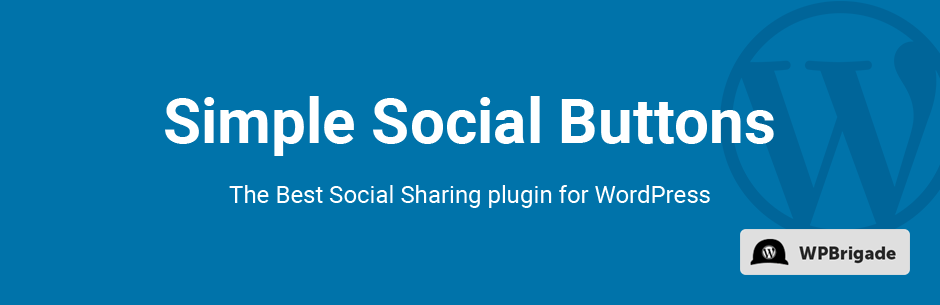 Simple Social Buttons
The Best Social Sharing plugin for WordPress
WPBrigade